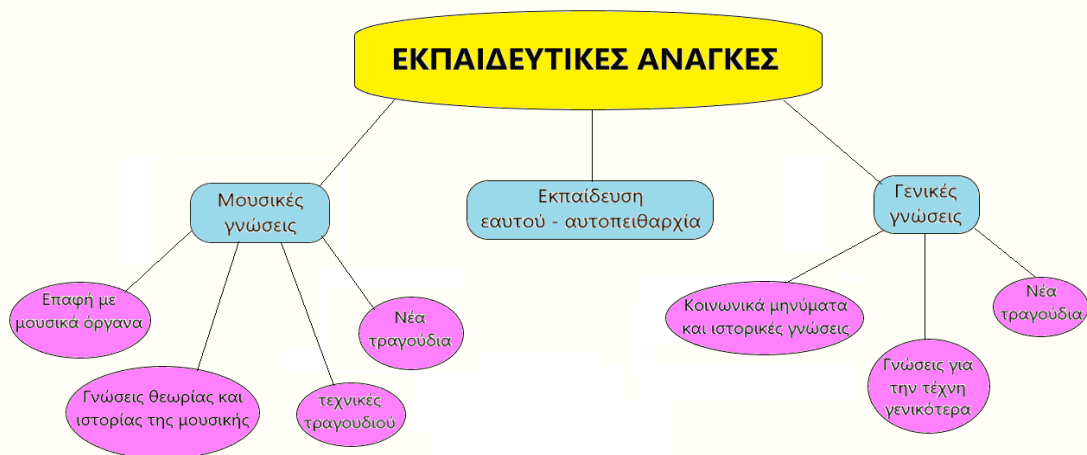 ΕΚΠΑΙΔΕΥΤΙΚΕΣ ΑΝΑΓΚΕΣ
Μουσικές
γνώσεις
Εκπαίδευση
εαυτού - αυτοπειθαρχία
Γενικές
γνώσεις
Επαφή με
μουσικά όργανα
Γνώσεις θεωρίας και
ιστορίας της μουσικής
τεχνικές
τραγουδιού
Νέα
τραγούδια
Κοινωνικά μηνύματα
και ιστορικές γνώσεις
Γνώσεις για
την τέχνη
γενικότερα
Νέα
τραγούδια